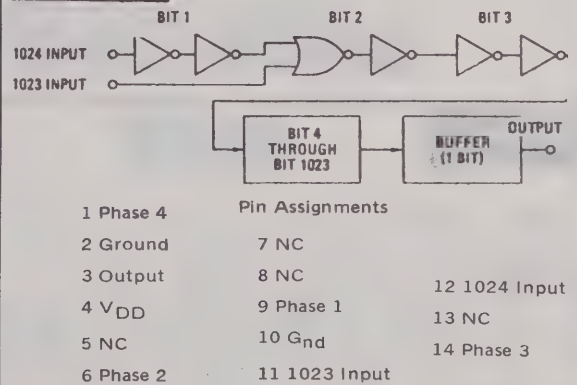 BIT 1 BIT 2 BIT 3
1024 INPUT
1023 INPUT
BIT 4
THROUGH
BIT 1023
BUFFER
(1 BIT)
OUTPUT
Pin Assignments
1 Phase 4
2 Ground
3 Output
4 VDD
5 NC
6 Phase 2
7 NC
8 NC
9 Phase 1
10 Gnd
11 1023 Input
12 1024 Input
13 NC
14 Phase 3